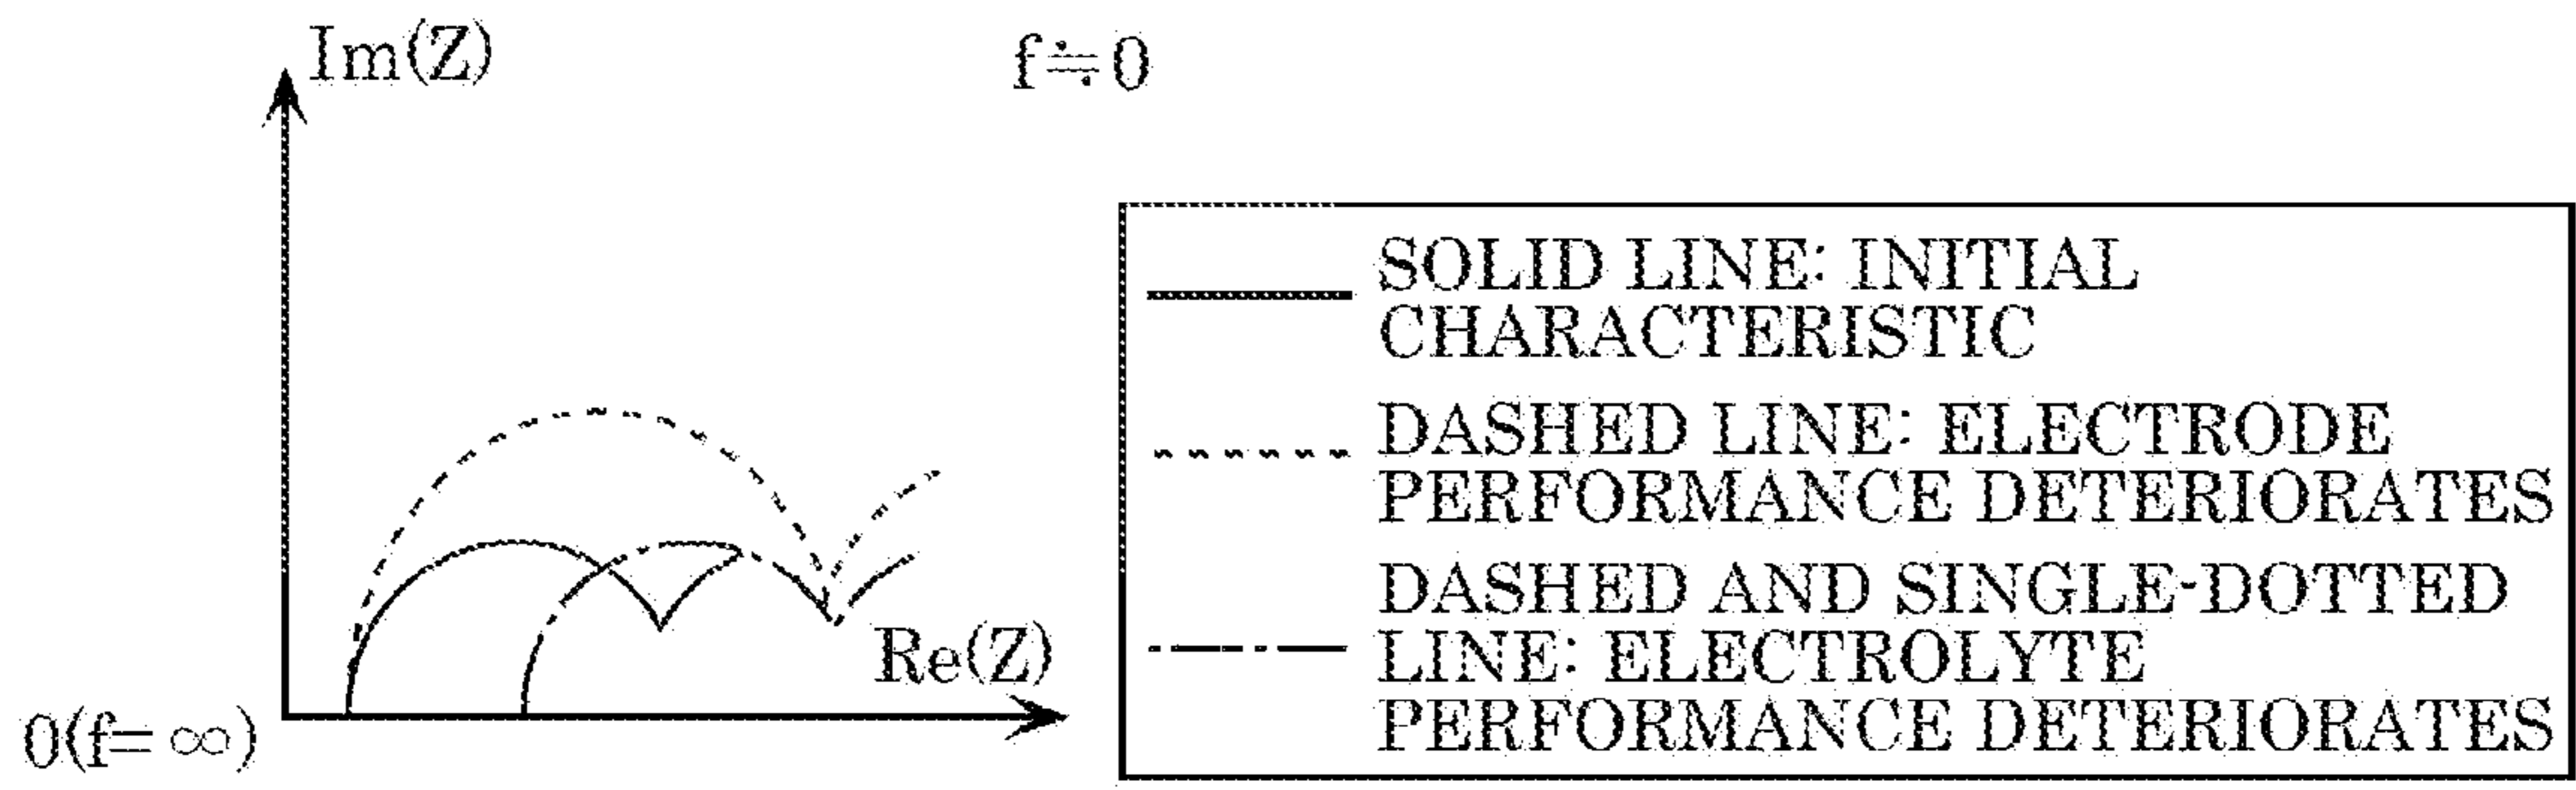 Im(Z)
f≒0
SOLID LINE: INITIAL
CHARACTERISTIC
DASHED LINE: ELECTRODE
PERFORMANCE DETERIORATES
DASHED AND SINGLE-DOTTED
LINE: ELECTROLYTE
PERFORMANCE DETERIORATES
Re(Z)
0(f=∞)